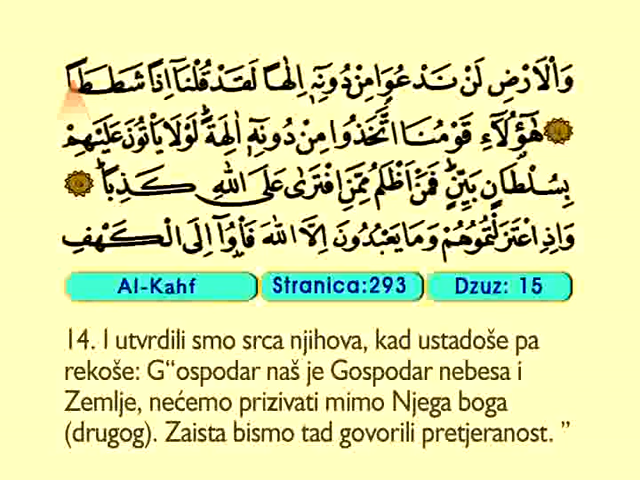 وَالْأَرْضِ لَنْ نَدْعُوَا مِنْ دُونِهِ إِلَهًا لَقَدْ قُلْنَا إِذًا شَطَطًا
هَؤُلَاءِ قَوْمُنَا اتَّخَذُوا مِنْ دُونِهِ آلِهَةً لَوْلَا يَأْتُونَ عَلَيْهِمْ
بِسُلْطَانٍ بَيِّنٍ فَمَنْ أَظْلَمُ مِمَّنِ افْتَرَى عَلَى اللَّهِ كَذِبًا
وَإِذِ اعْتَزَلْتُمُوهُمْ وَمَا يَعْبُدُونَ إِلَّا اللَّهَ فَأْوُوا إِلَى الْكَهْفِ
Al-Kahf Stranica:293 Dzuz: 15
14. I utvrdili smo srca njihova, kad ustadoše pa
rekoše: G“ospodar naš je Gospodar nebesa i
Zemlje, nećemo prizivati mimo Njega boga
(drugog). Zaista bismo tad govorili pretjeranost. ”